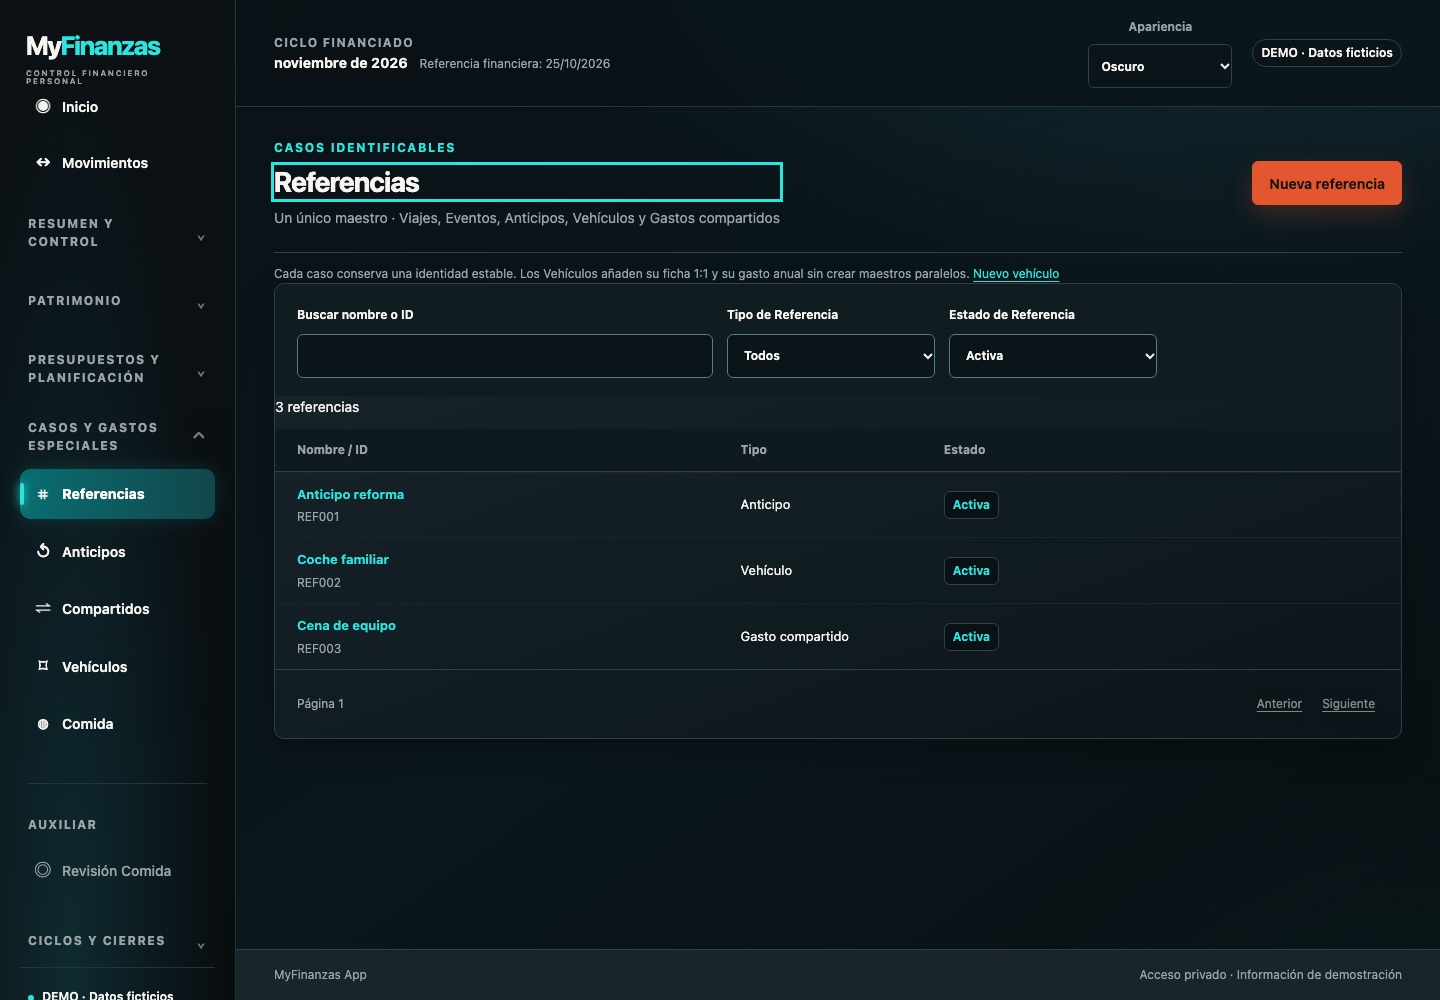 MyFinanzas
CONTROL FINANCIERO
PERSONAL
Inicio
Movimientos
RESUMEN Y
CONTROL
PATRIMONIO
PRESUPUESTOS Y
PLANIFICACIÓN
CASOS Y GASTOS
ESPECIALES
Referencias
Anticipos
Compartidos
Vehículos
Comida
AUXILIAR
Revisión Comida
CICLOS Y CIERRES
DEMO · Datos ficticios
CICLO FINANCIADO
noviembre de 2026 Referencia financiera: 25/10/2026
Apariencia
Oscuro
DEMO · Datos ficticios
CASOS IDENTIFICABLES
Referencias
Un único maestro · Viajes, Eventos, Anticipos, Vehículos y Gastos compartidos
Nueva referencia
Cada caso conserva una identidad estable. Los Vehículos añaden su ficha 1:1 y su gasto anual sin crear maestros paralelos. Nuevo vehículo
Buscar nombre o ID Tipo de Referencia Estado de Referencia
Todos Activa
3 referencias
Nombre / ID Tipo Estado
Anticipo reforma
REF001
Anticipo Activa
Coche familiar
REF002
Vehículo Activa
Cena de equipo
REF003
Gasto compartido Activa
Página 1 Anterior Siguiente
MyFinanzas App Acceso privado · Información de demostración